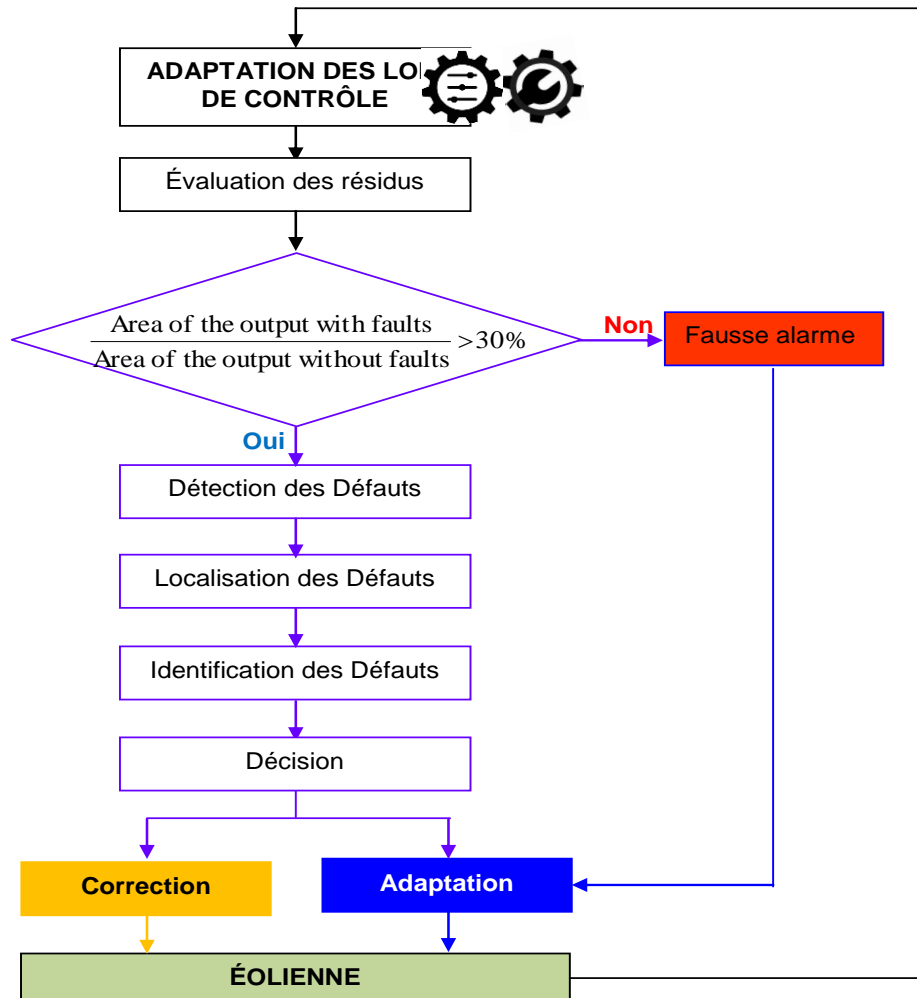 ADAPTATION DES LOI
DE CONTRÔLE
Évaluation des résidus
Area of the output with faults
Area of the output without faults >30%
Non
Fausse alarme
Oui
Détection des Défauts
Localisation des Défauts
Identification des Défauts
Décision
Correction
Adaptation
ÉOLIENNE